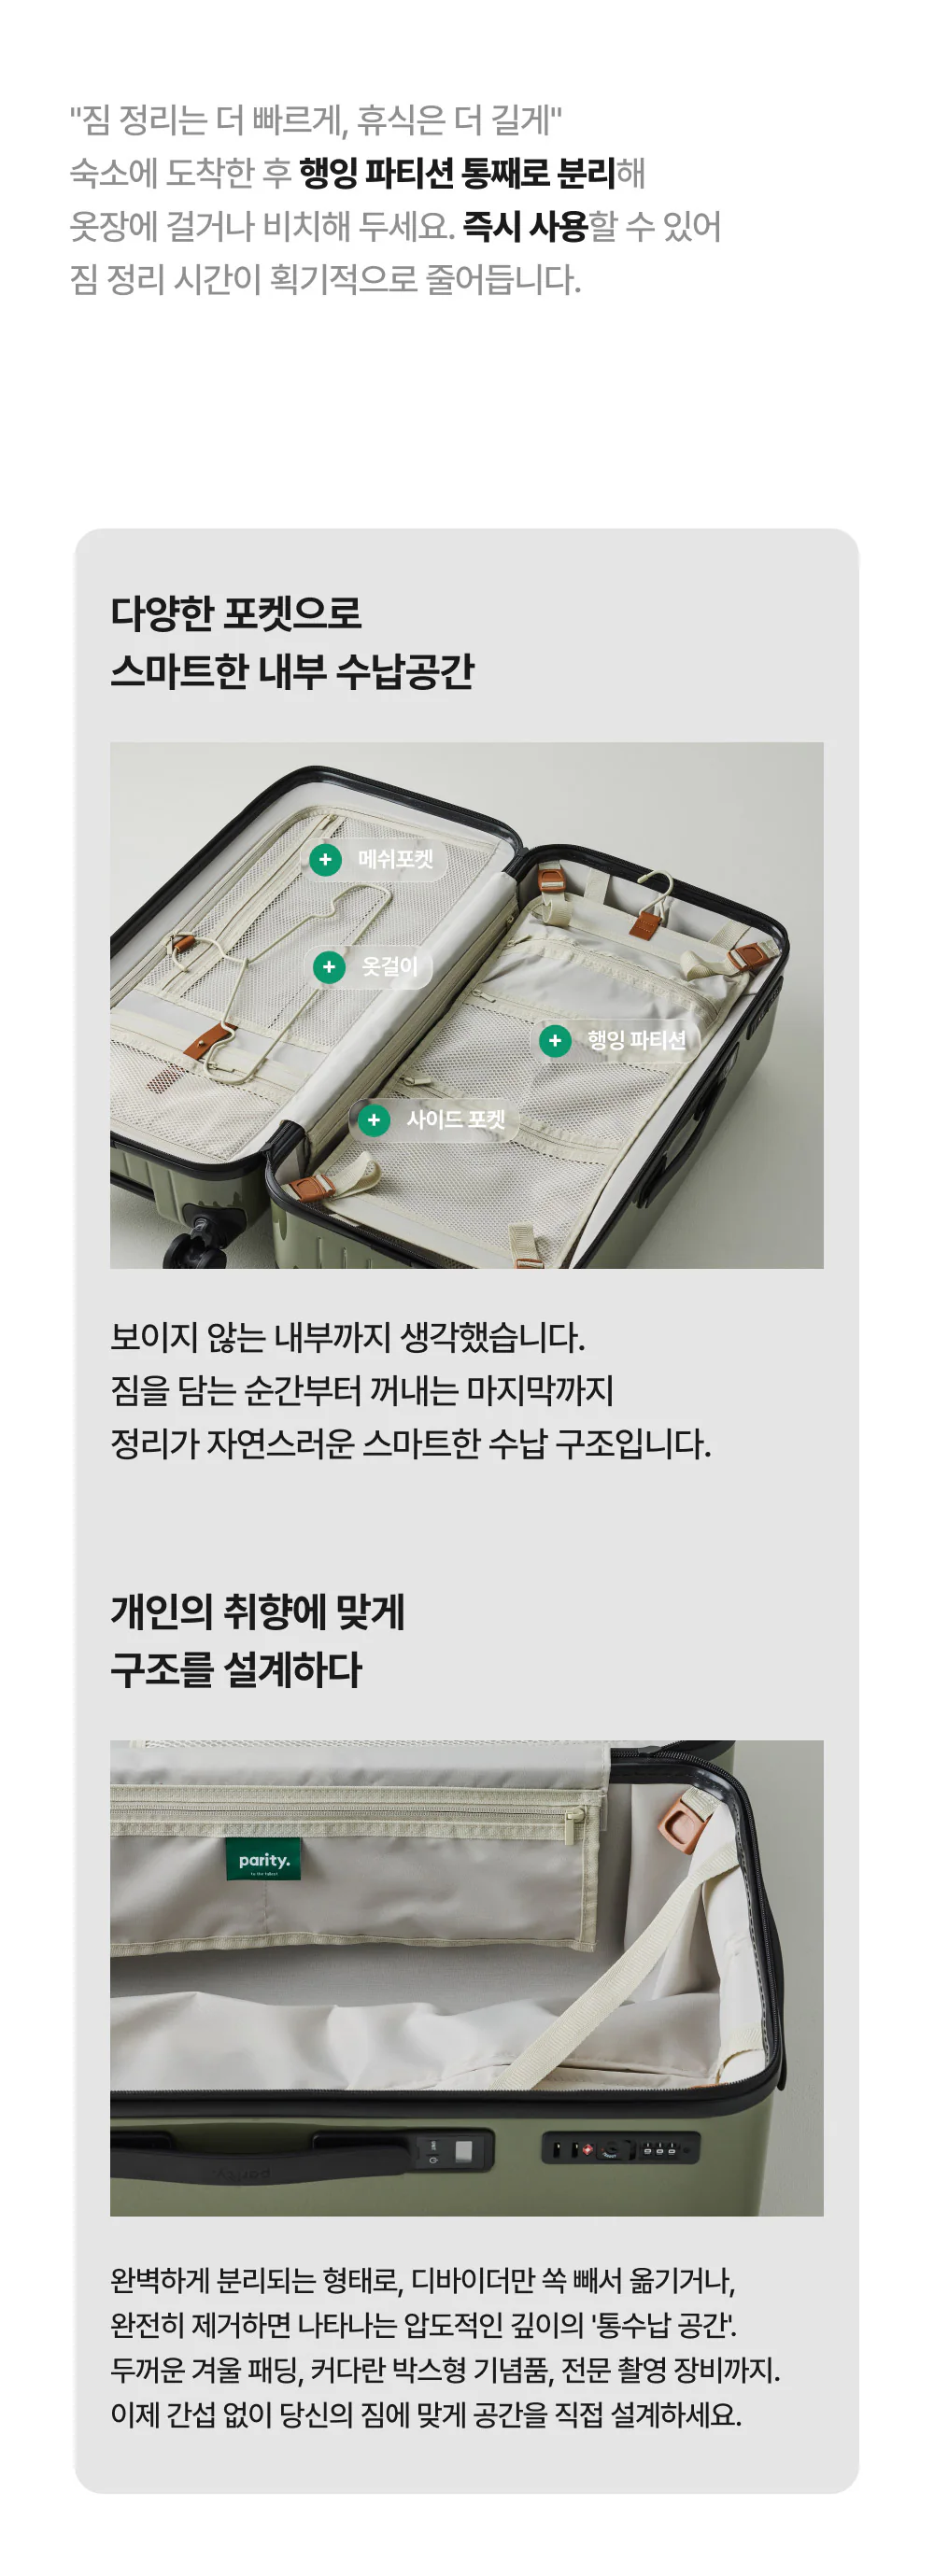 "짐 정리는 더 빠르게, 휴식은 더 길게"
숙소에 도착한 후 행잉 파티션 통째로 분리해
옷장에 걸거나 비치해 두세요. 즉시 사용할 수 있어
짐 정리 시간이 획기적으로 줄어듭니다.
다양한 포켓으로
스마트한 내부 수납공간
+ 메쉬포켓
+ 옷걸이
+ 행잉 파티션
+ 사이드 포켓
보이지 않는 내부까지 생각했습니다.
짐을 담는 순간부터 꺼내는 마지막까지
정리가 자연스러운 스마트한 수납 구조입니다.
개인의 취향에 맞게
구조를 설계하다
parity.
to the fullest
parity.
완벽하게 분리되는 형태로, 디바이더만 쏙 빼서 옮기거나,
완전히 제거하면 나타나는 압도적인 깊이의 '통수납 공간'.
두꺼운 겨울 패딩, 커다란 박스형 기념품, 전문 촬영 장비까지.
이제 간섭 없이 당신의 짐에 맞게 공간을 직접 설계하세요.